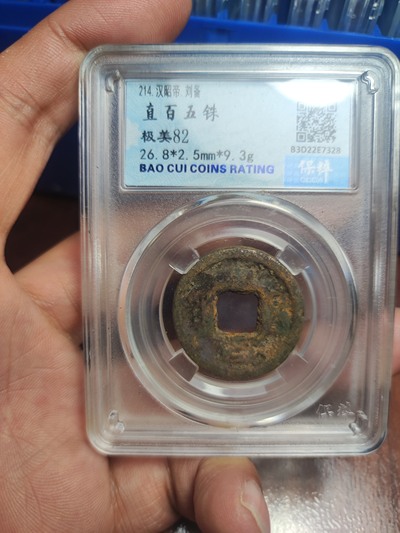 214.汉昭帝 刘备
直百五铢
极美82
26.8*2.5mm*9.3g
BAO CUI COINS RATING
B3D22E7328
保粹